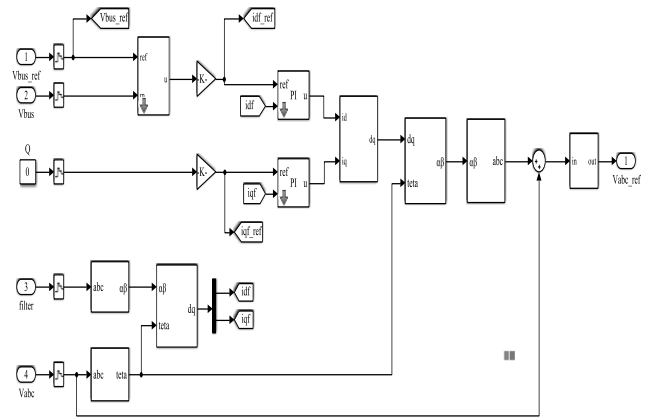 Vbus_ref
idf_ref
1
Vbus_ref
ref
u
-K-
2
Vbus
m
ref
PI u
idf
id
dq
iq
Q
0
-K-
ref
PI u
iqf
iqf_ref
dq
αβ
teta
αβ
abc
+
+
in out
1
Vabc_ref
3
filter
abc αβ
αβ
dq
teta
idf
iqf
4
Vabc
abc teta